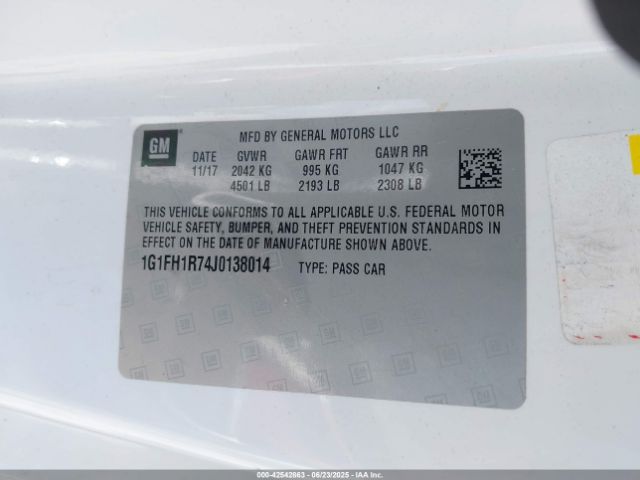 GM
MFD BY GENERAL MOTORS LLC
DATE GVWR GAWR FRT GAWR RR
11/17 2042 KG 995 KG 1047 KG
4501 LB 2193 LB 2308 LB
THIS VEHICLE CONFORMS TO ALL APPLICABLE U.S. FEDERAL MOTOR
VEHICLE SAFETY, BUMPER, AND THEFT PREVENTION STANDARDS IN
EFFECT ON THE DATE OF MANUFACTURE SHOWN ABOVE.
1G1FH1R74J0138014 TYPE: PASS CAR
000-42542663 - 06/23/2025 - IAAI.COM